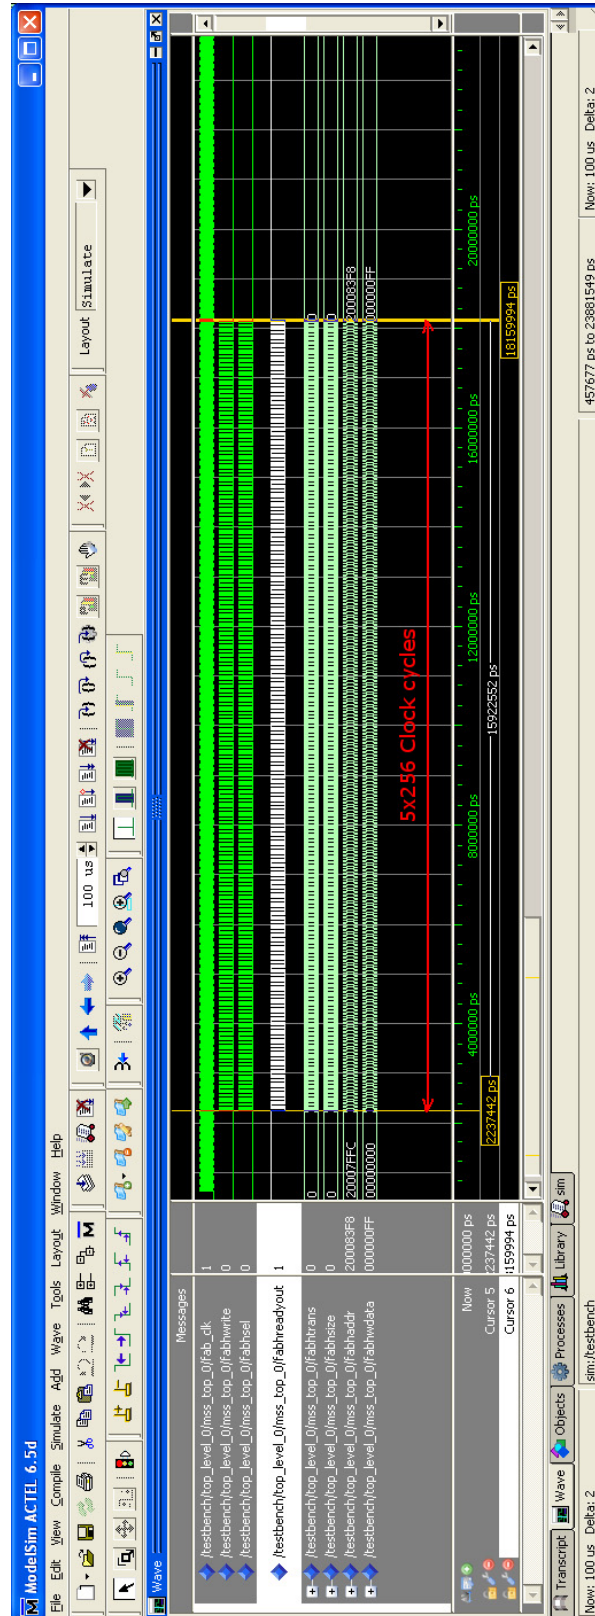 ModelSim ACTEL 6.5d
File Edit View Compile Simulate Add Wave Tools Layout Window Help
100 us
Layout Simulate
Wave
Messages
/testbench/top_level_0/mss_top_0/fab_clk 1
/testbench/top_level_0/mss_top_0/fabhwrite 0
/testbench/top_level_0/mss_top_0/fabhsel 0
/testbench/top_level_0/mss_top_0/fabhreadyout 1
/testbench/top_level_0/mss_top_0/fabhtrans 0 0 0
/testbench/top_level_0/mss_top_0/fabhsize 0 0 0
/testbench/top_level_0/mss_top_0/fabhaddr 200083F8 20007FFC 200083F8
/testbench/top_level_0/mss_top_0/fabhwdata 000000FF 00000000 000000FF
5x256 Clock cycles
Now 0000000 ps 4000000 ps 8000000 ps 12000000 ps 16000000 ps 20000000 ps
Cursor 5 237442 ps 2237442 ps 15922552 ps
Cursor 6 159994 ps 18159994 ps
Transcript Wave Objects Processes Library sim
sim:/testbench 457677 ps to 23881549 ps
Now: 100 us Delta: 2 Now: 100 us Delta: 2